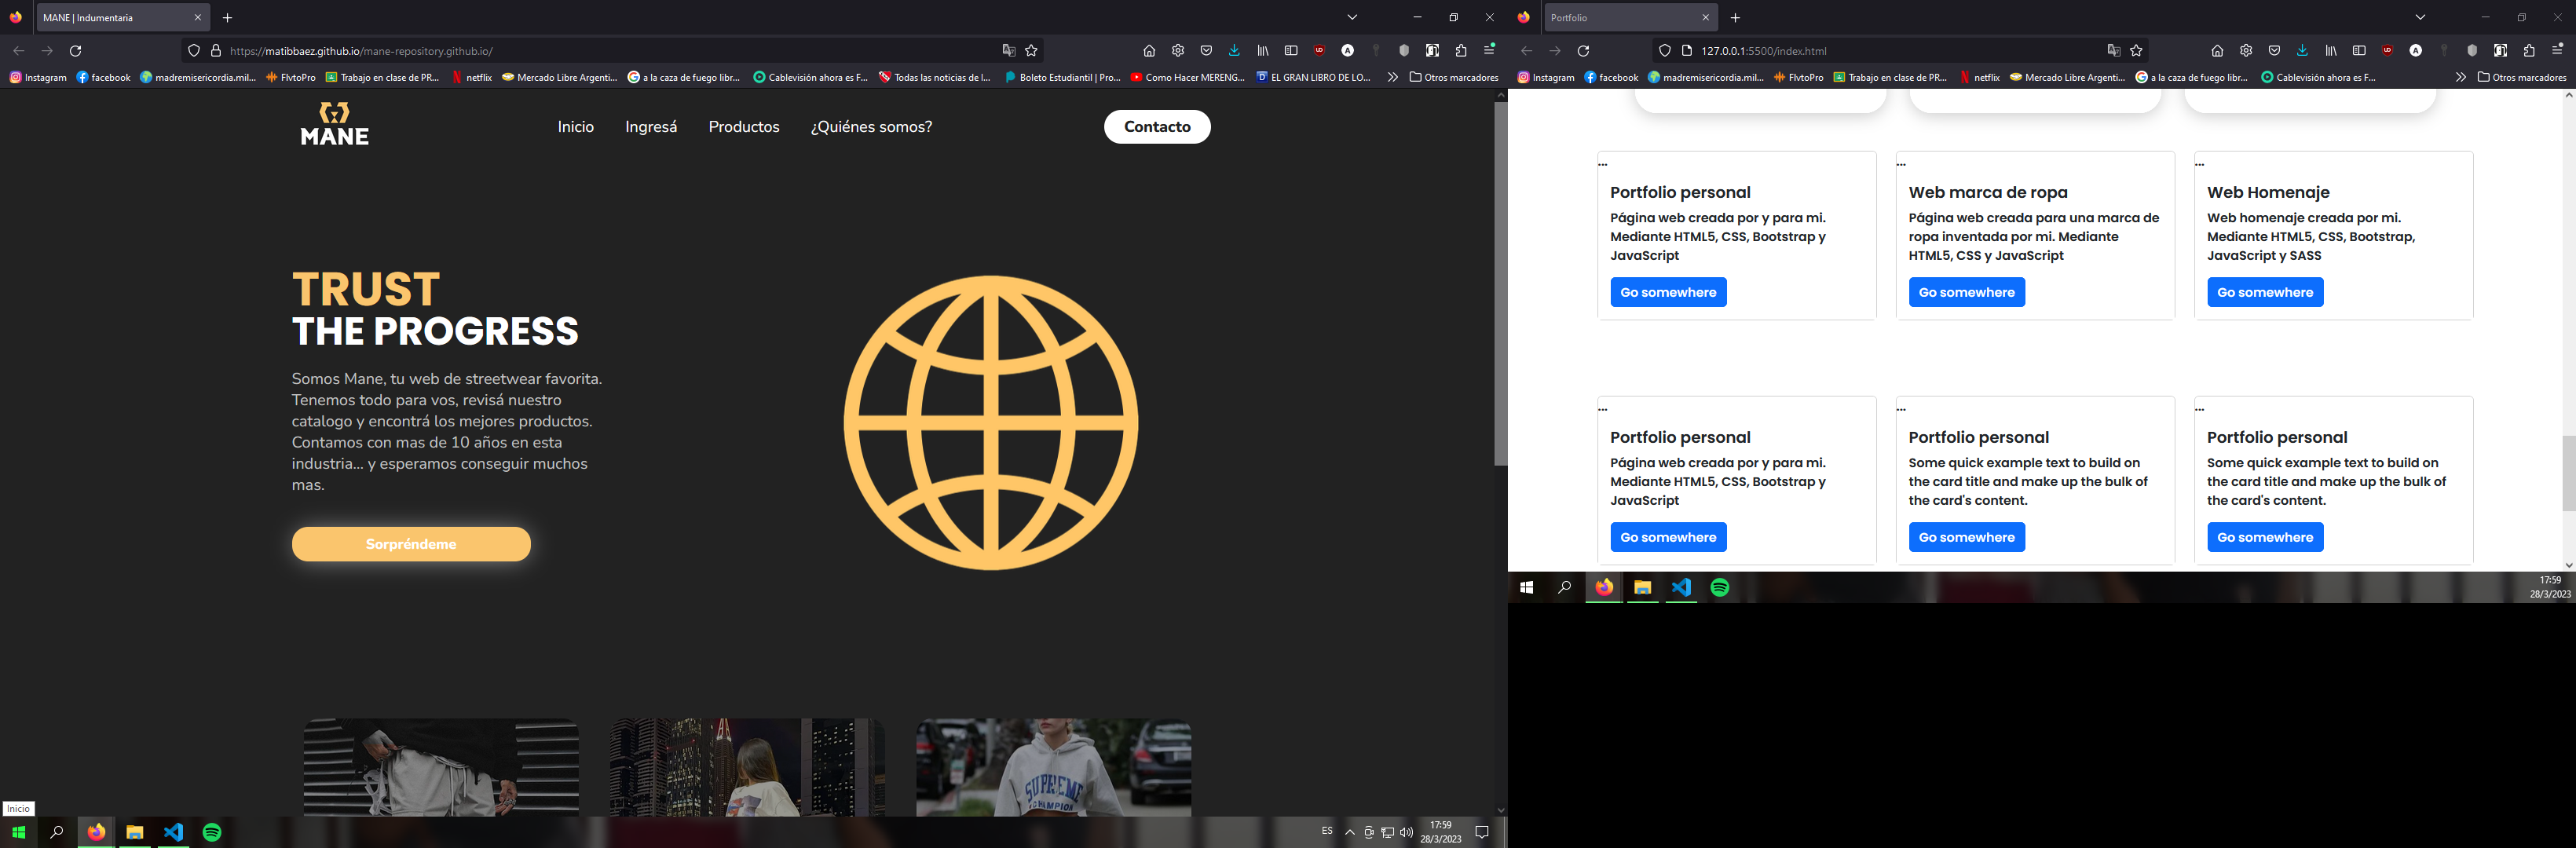 MANE | Indumentaria
https://matibbaez.github.io/mane-repository.github.io/
Instagram
facebook
madremisericordia.mil...
FlvtoPro
Trabajo en clase de PR...
netflix
Mercado Libre Argenti...
a la caza de fuego libr...
Cablevisión ahora es F...
Todas las noticias de l...
Boleto Estudiantil | Pro...
Como Hacer MERENG...
EL GRAN LIBRO DE LO...
Otros marcadores
MANE
Inicio
Ingresá
Productos
¿Quiénes somos?
Contacto
TRUST
THE PROGRESS
Somos Mane, tu web de streetwear favorita.
Tenemos todo para vos, revisá nuestro
catalogo y encontrá los mejores productos.
Contamos con mas de 10 años en esta
industria... y esperamos conseguir muchos
mas.
Sorpréndeme
SUPREME
CHAMPION
Inicio
ES
17:59
28/3/2023
Portfolio
127.0.0.1:5500/index.html
Instagram
facebook
madremisericordia.mil...
FlvtoPro
Trabajo en clase de PR...
netflix
Mercado Libre Argenti...
a la caza de fuego libr...
Cablevisión ahora es F...
Otros marcadores
...
Portfolio personal
Página web creada por y para mi.
Mediante HTML5, CSS, Bootstrap y
JavaScript
Go somewhere
...
Web marca de ropa
Página web creada para una marca de
ropa inventada por mi. Mediante
HTML5, CSS y JavaScript
Go somewhere
...
Web Homenaje
Web homenaje creada por mi.
Mediante HTML5, CSS, Bootstrap,
JavaScript y SASS
Go somewhere
...
Portfolio personal
Página web creada por y para mi.
Mediante HTML5, CSS, Bootstrap y
JavaScript
Go somewhere
...
Portfolio personal
Some quick example text to build on
the card title and make up the bulk of
the card's content.
Go somewhere
...
Portfolio personal
Some quick example text to build on
the card title and make up the bulk of
the card's content.
Go somewhere
17:59
28/3/2023